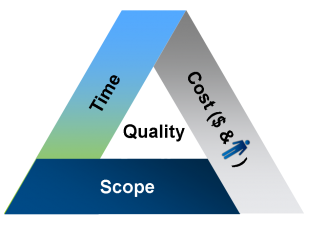 Time
Cost ($ & )
Quality
Scope